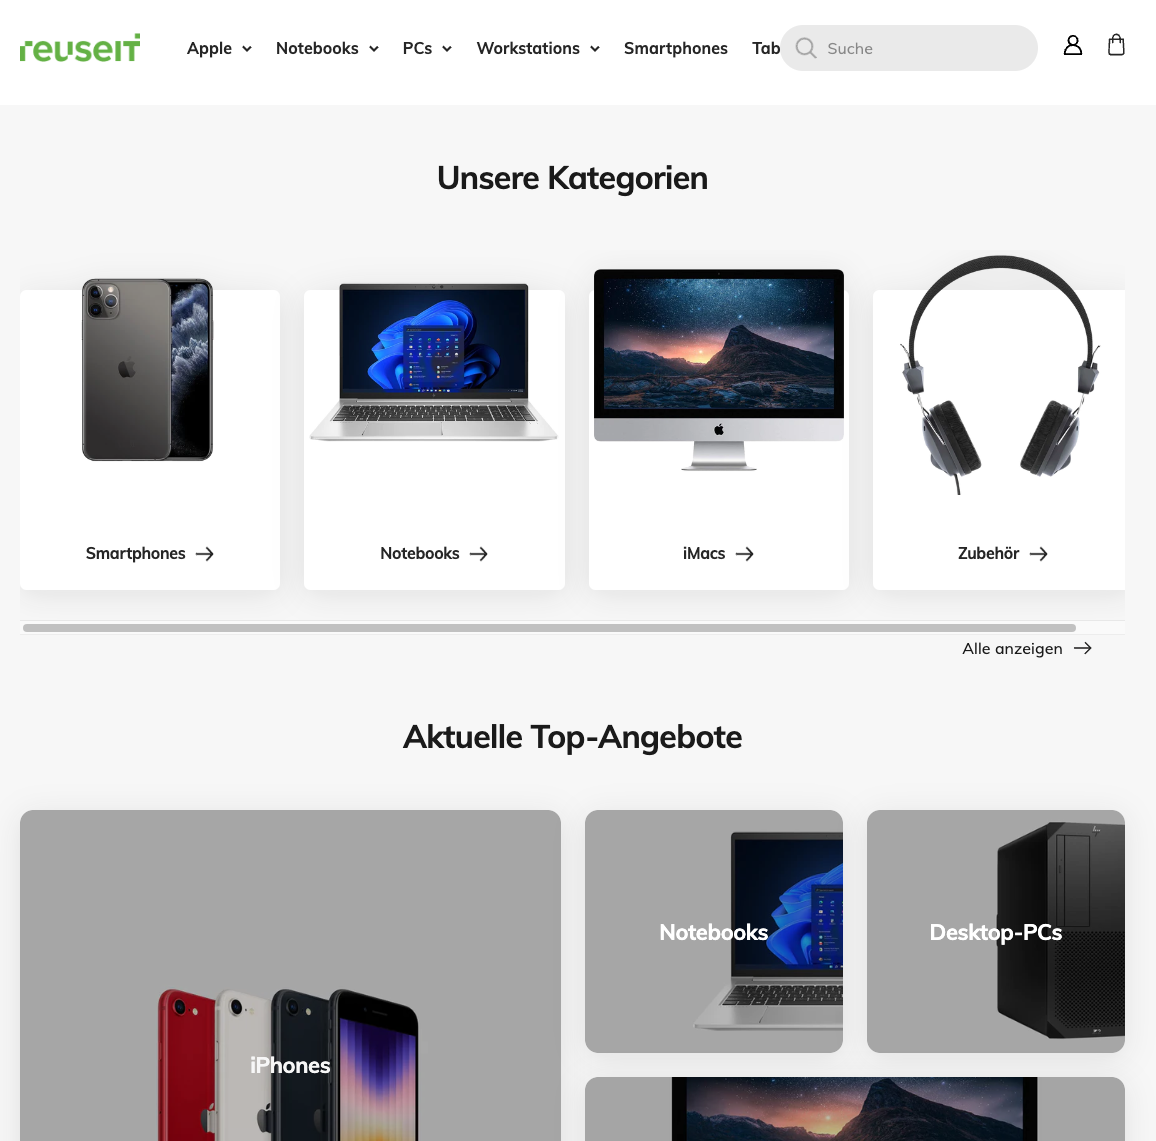 reuseIT
Apple
Notebooks
PCs
Workstations
Smartphones
Tab
Suche
Unsere Kategorien
Smartphones
Notebooks
iMacs
Zubehör
Alle anzeigen
Aktuelle Top-Angebote
Notebooks
Desktop-PCs
iPhones